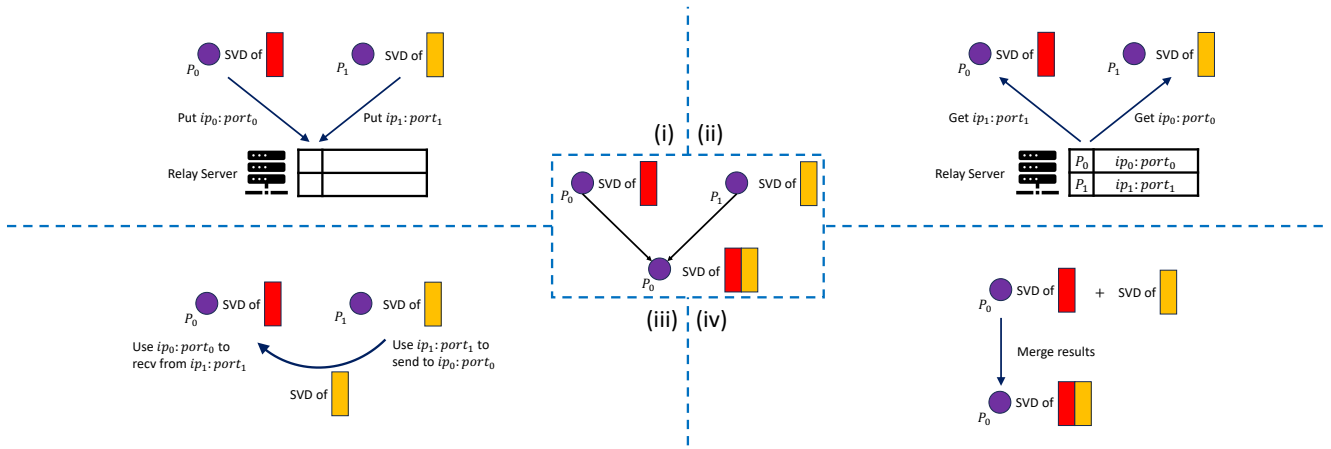 SVD of
SVD of
P₀
P₁
Put ip₀:port₀
Put ip₁:port₁
Relay Server
(i)
(ii)
SVD of
SVD of
P₀
P₁
Get ip₁:port₁
Get ip₀:port₀
Relay Server
P₀ ip₀:port₀
P₁ ip₁:port₁
SVD of
SVD of
P₀
P₁
SVD of
P₀
(iii)
(iv)
SVD of
SVD of
P₀
P₁
Use ip₀:port₀ to
recv from ip₁:port₁
Use ip₁:port₁ to
send to ip₀:port₀
SVD of
SVD of
+ SVD of
P₀
Merge results
SVD of
P₀